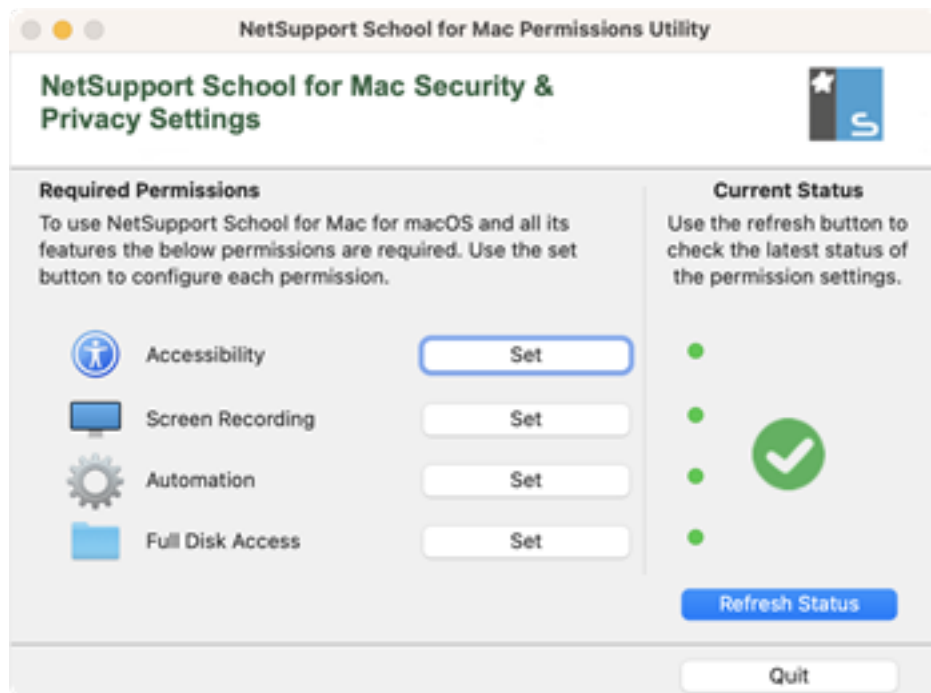 NetSupport School for Mac Permissions Utility
NetSupport School for Mac Security &
Privacy Settings
S
Required Permissions
To use NetSupport School for Mac for macOS and all its
features the below permissions are required. Use the set
button to configure each permission.
Current Status
Use the refresh button to
check the latest status of
the permission settings.
Accessibility
Set
Screen Recording
Set
Automation
Set
Full Disk Access
Set
Refresh Status
Quit